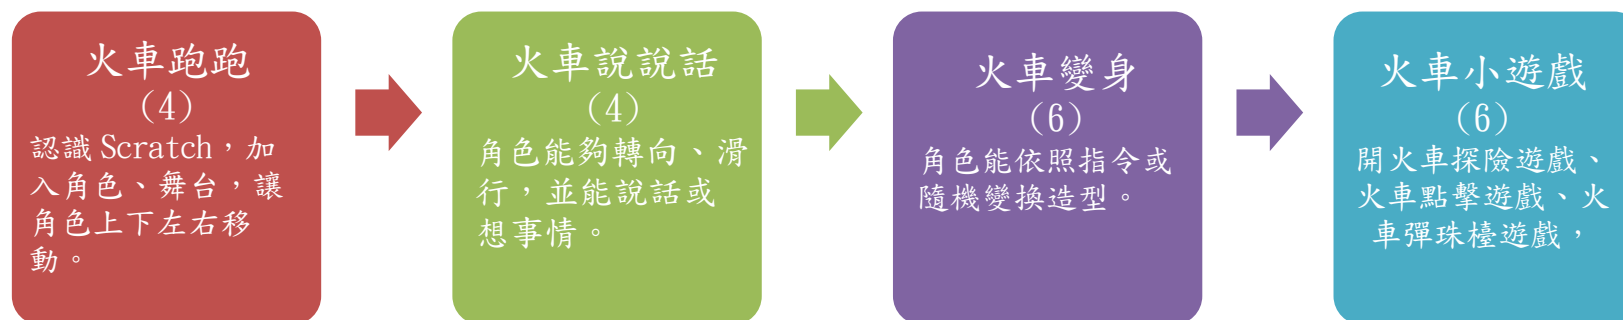 火車跑跑
(4)
認識 Scratch，加
入角色、舞台，讓
角色上下左右移
動。
火車說說話
(4)
角色能夠轉向、滑
行，並能說話或
想事情。
火車變身
(6)
角色能依照指令或
隨機變換造型。
火車小遊戲
(6)
開火車探險遊戲、
火車點擊遊戲、火
車彈珠檯遊戲，